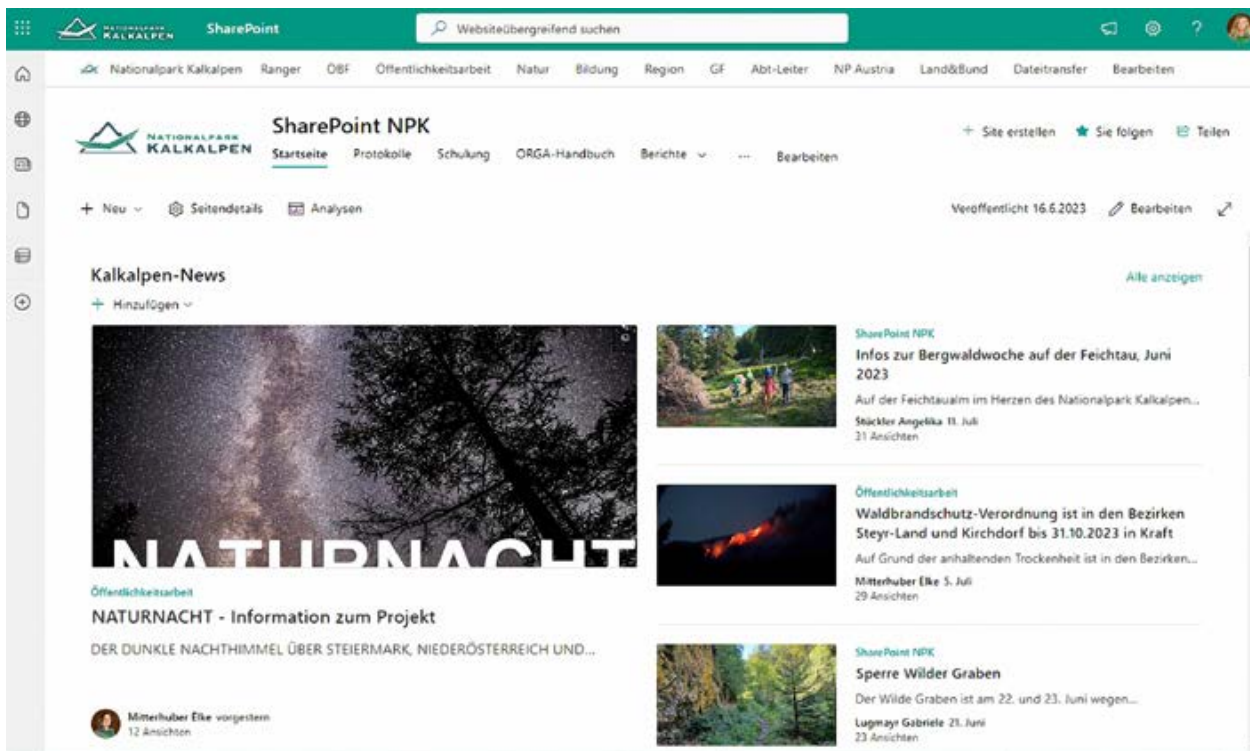 NATIONALPARK
KALKALPEN
SharePoint
Websiteübergreifend suchen
?
Nationalpark Kalkalpen Ranger ÖBF Öffentlichkeitsarbeit Natur Bildung Region GF Abt-Leiter NP Austria Land&Bund Dateitransfer Bearbeiten
NATIONALPARK
KALKALPEN
SharePoint NPK
Startseite Protokolle Schulung ORGA-Handbuch Berichte ... Bearbeiten
+ Site erstellen Sie folgen Teilen
+ Neu Seitendetails Analysen
Veröffentlicht 16.6.2023 Bearbeiten
Kalkalpen-News
Alle anzeigen
+ Hinzufügen
NATURNACHT
Öffentlichkeitsarbeit
NATURNACHT - Information zum Projekt
DER DUNKLE NACHTHIMMEL ÜBER STEIERMARK, NIEDERÖSTERREICH UND...
Mitterhuber Elke vorgestern
12 Ansichten
SharePoint NPK
Infos zur Bergwaldwoche auf der Feichtau, Juni
2023
Auf der Feichtaualm im Herzen des Nationalpark Kalkalpen...
Stückler Angelika 11. Juli
31 Ansichten
Öffentlichkeitsarbeit
Waldbrandschutz-Verordnung ist in den Bezirken
Steyr-Land und Kirchdorf bis 31.10.2023 in Kraft
Auf Grund der anhaltenden Trockenheit ist in den Bezirken...
Mitterhuber Elke 5. Juli
29 Ansichten
SharePoint NPK
Sperre Wilder Graben
Der Wilde Graben ist am 22. und 23. Juni wegen...
Lugmayr Gabriele 21. Juni
23 Ansichten